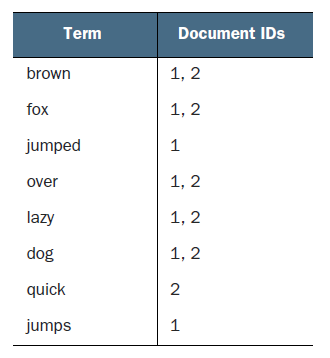 Term Document IDs
brown 1, 2
fox 1, 2
jumped 1
over 1, 2
lazy 1, 2
dog 1, 2
quick 2
jumps 1